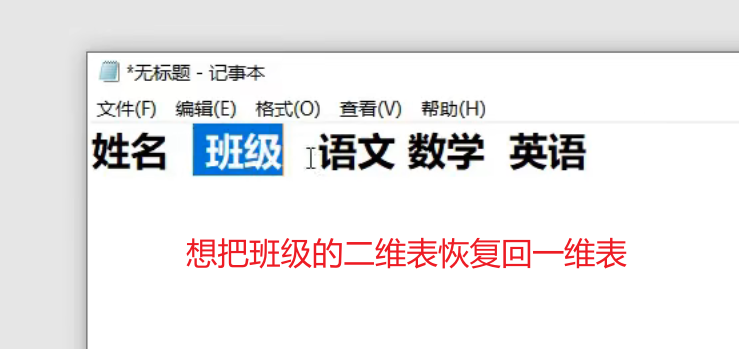 *无标题 - 记事本
文件(F) 编辑(E) 格式(O) 查看(V) 帮助(H)
姓名 班级 语文 数学 英语
想把班级的二维表恢复回一维表